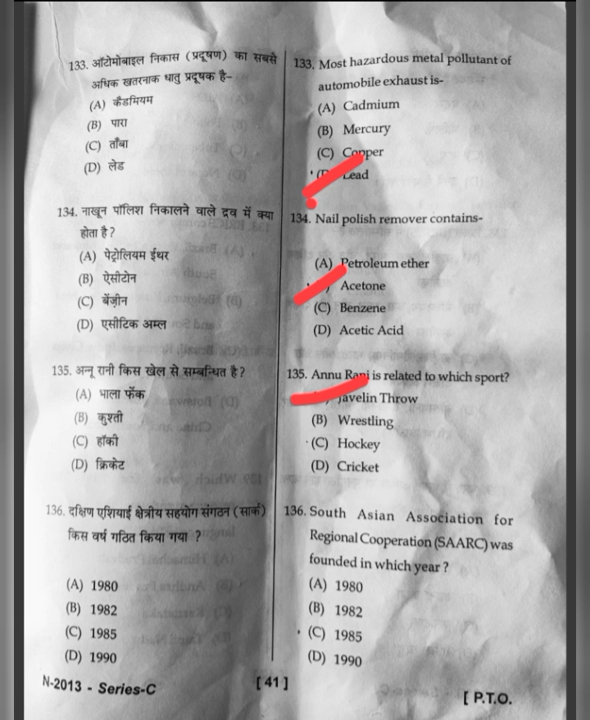 133. ऑटोमोबाइल निकास (प्रदूषण) का सबसे
अधिक खतरनाक धातु प्रदूषक है–
(A) कैडमियम
(B) पारा
(C) ताँबा
(D) लेड
134. नाखून पॉलिश निकालने वाले द्रव में क्या
होता है ?
(A) पेट्रोलियम ईथर
(B) ऐसीटोन
(C) बेंज़ीन
(D) एसीटिक अम्ल
135. अन्नू रानी किस खेल से सम्बन्धित है ?
(A) भाला फेंक
(B) कुश्ती
(C) हॉकी
(D) क्रिकेट
136. दक्षिण एशियाई क्षेत्रीय सहयोग संगठन (सार्क)
किस वर्ष गठित किया गया ?
(A) 1980
(B) 1982
(C) 1985
(D) 1990
133. Most hazardous metal pollutant of
automobile exhaust is-
(A) Cadmium
(B) Mercury
(C) Copper
Lead
134. Nail polish remover contains-
(A) Petroleum ether
Acetone
(C) Benzene
(D) Acetic Acid
135. Annu Rani is related to which sport?
Javelin Throw
(B) Wrestling
(C) Hockey
(D) Cricket
136. South Asian Association for
Regional Cooperation (SAARC) was
founded in which year ?
(A) 1980
(B) 1982
(C) 1985
(D) 1990
N-2013 - Series-C
[ 41 ]
[ P.T.O.